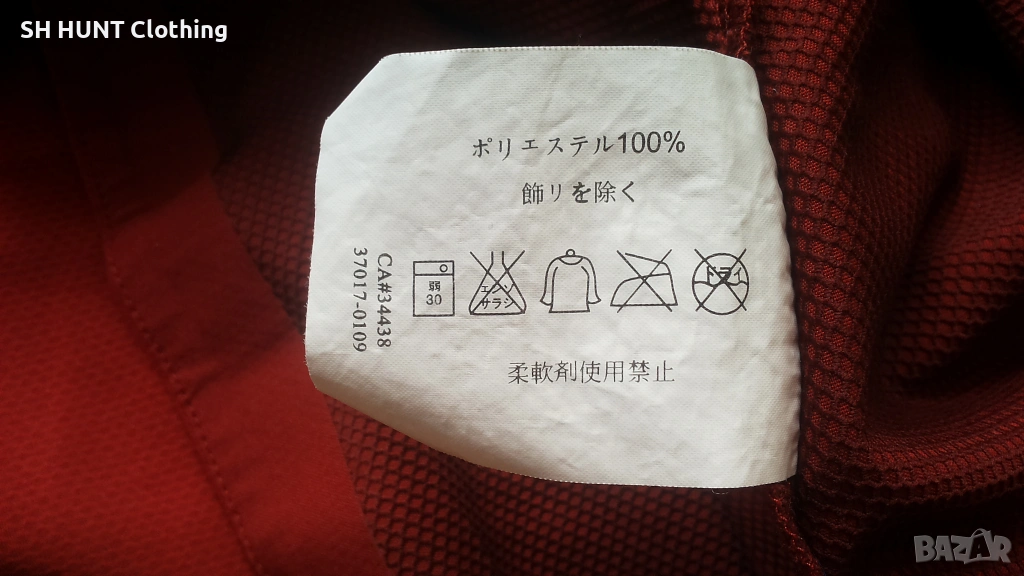 SH HUNT Clothing
ポリエステル100%
飾リを除く
弱
30
エンソ
サラシ
ドライ
柔軟剤使用禁止
CA#34438
37017-0109
BAZAR